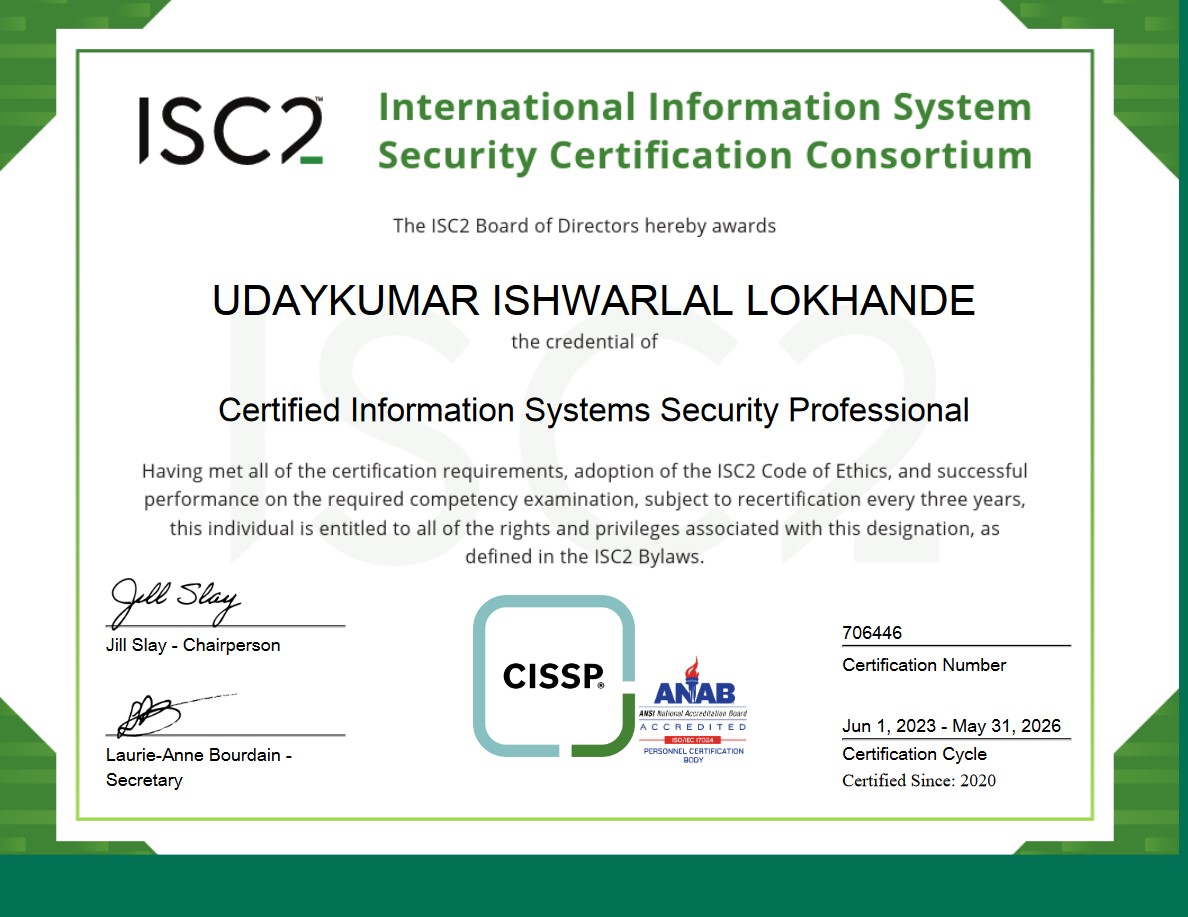 ISC2™
International Information System
Security Certification Consortium
The ISC2 Board of Directors hereby awards
UDAYKUMAR ISHWARLAL LOKHANDE
the credential of
Certified Information Systems Security Professional
Having met all of the certification requirements, adoption of the ISC2 Code of Ethics, and successful
performance on the required competency examination, subject to recertification every three years,
this individual is entitled to all of the rights and privileges associated with this designation, as
defined in the ISC2 Bylaws.
Jill Slay
Jill Slay - Chairperson
Laurie-Anne Bourdain -
Secretary
CISSP®
ANAB
ANSI National Accreditation Board
ACCREDITED
ISO/IEC 17024
PERSONNEL CERTIFICATION
BODY
706446
Certification Number
Jun 1, 2023 - May 31, 2026
Certification Cycle
Certified Since: 2020